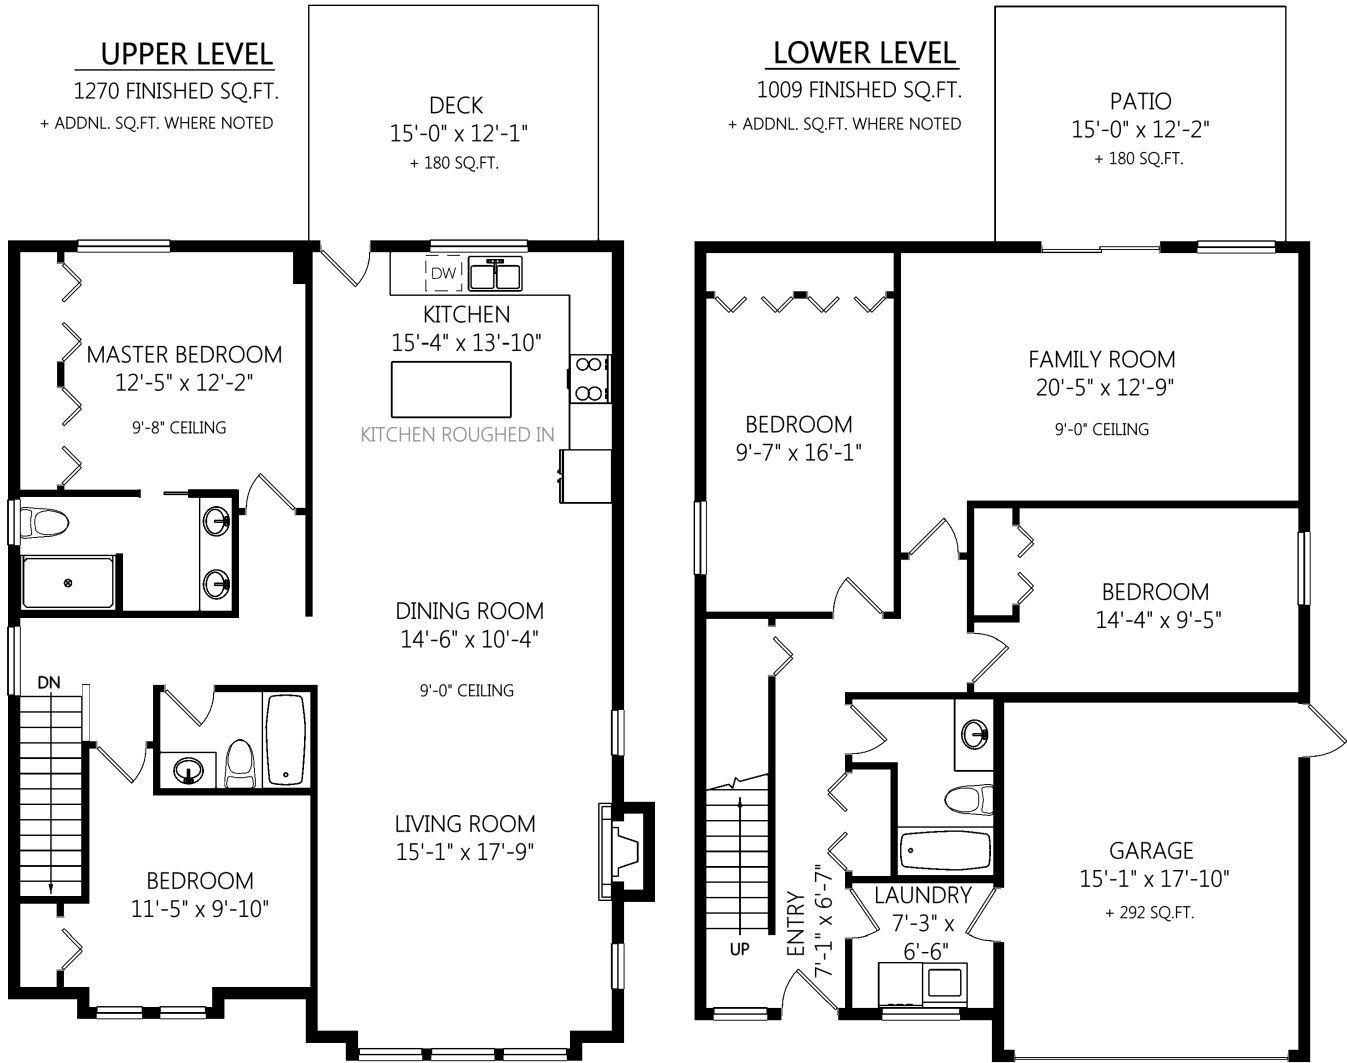 UPPER LEVEL
1270 FINISHED SQ.FT.
+ ADDNL. SQ.FT. WHERE NOTED
DECK
15'-0" x 12'-1"
+ 180 SQ.FT.
DW
KITCHEN
15'-4" x 13'-10"
KITCHEN ROUGHED IN
MASTER BEDROOM
12'-5" x 12'-2"
9'-8" CEILING
DINING ROOM
14'-6" x 10'-4"
9'-0" CEILING
DN
LIVING ROOM
15'-1" x 17'-9"
BEDROOM
11'-5" x 9'-10"
LOWER LEVEL
1009 FINISHED SQ.FT.
+ ADDNL. SQ.FT. WHERE NOTED
PATIO
15'-0" x 12'-2"
+ 180 SQ.FT.
FAMILY ROOM
20'-5" x 12'-9"
9'-0" CEILING
BEDROOM
9'-7" x 16'-1"
BEDROOM
14'-4" x 9'-5"
GARAGE
15'-1" x 17'-10"
+ 292 SQ.FT.
LAUNDRY
7'-3" x
6'-6"
ENTRY
7'-1" x 6'-7"
UP